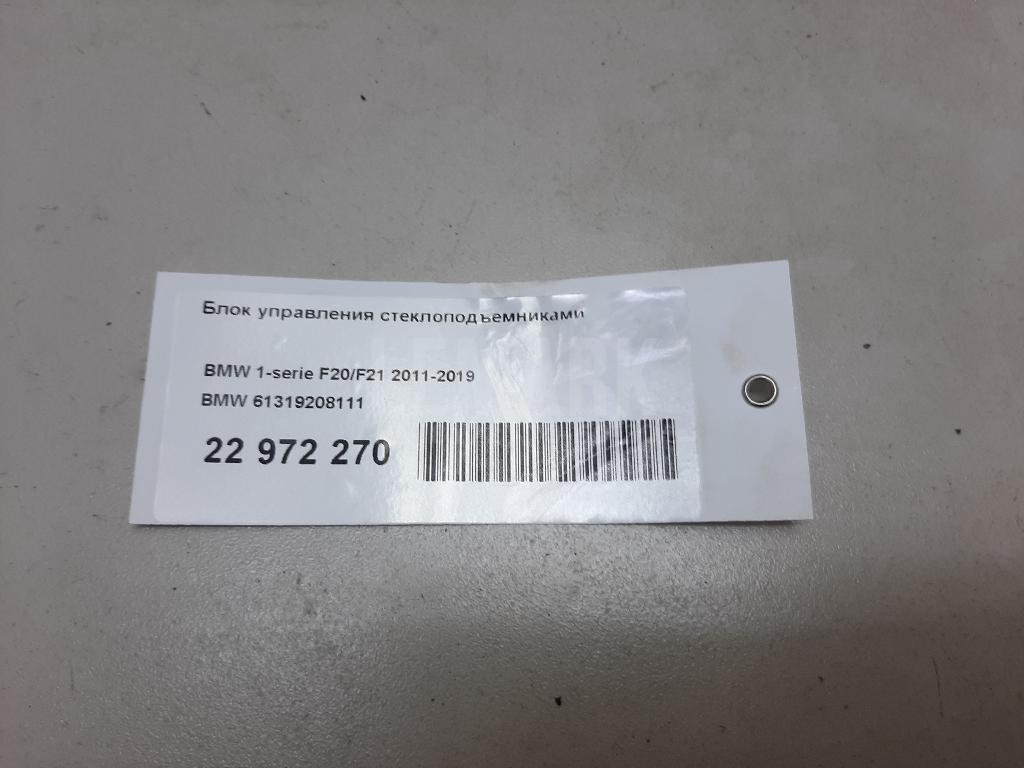 Блок управления стеклоподъемниками
BMW 1-serie F20/F21 2011-2019
BMW 61319208111
22 972 270